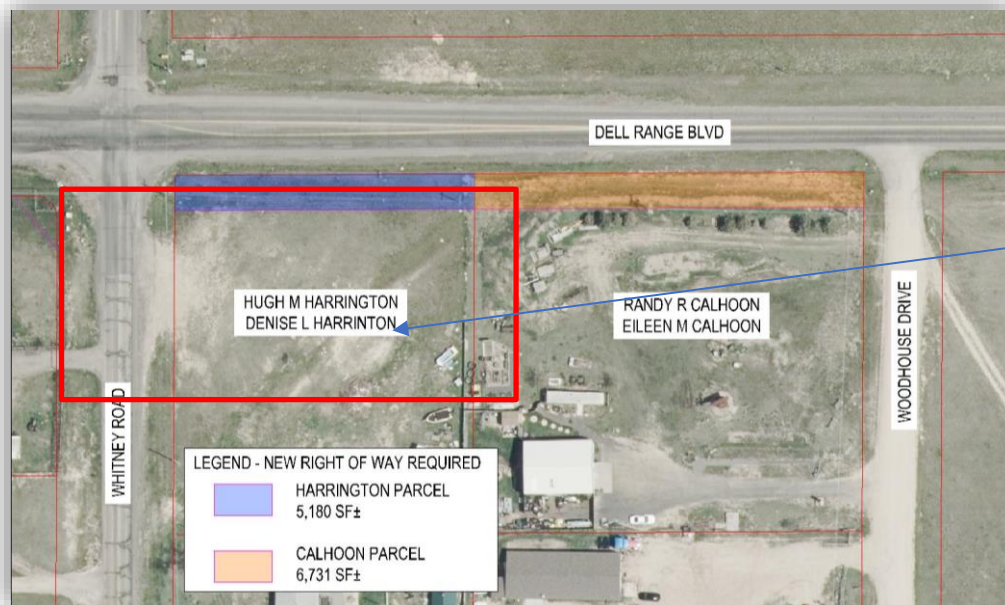 DELL RANGE BLVD
HUGH M HARRINGTON
DENISE L HARRINTON
RANDY R CALHOON
EILEEN M CALHOON
WHITNEY ROAD
WOODHOUSE DRIVE
LEGEND - NEW RIGHT OF WAY REQUIRED
HARRINGTON PARCEL
5,180 SF±
CALHOON PARCEL
6,731 SF±